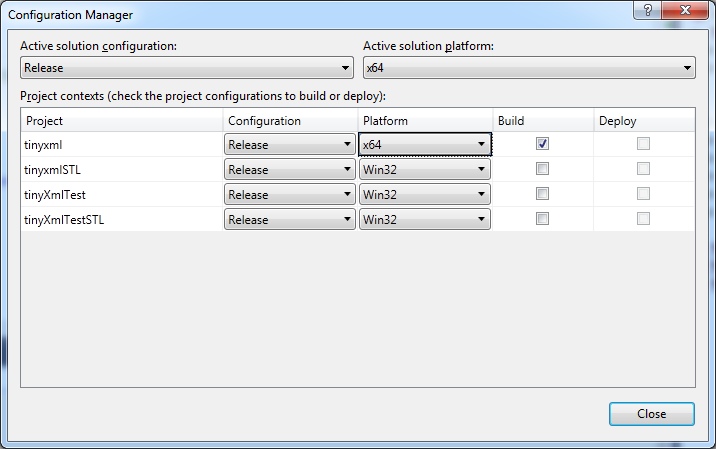 Configuration Manager
Active solution configuration: Active solution platform:
Release x64
Project contexts (check the project configurations to build or deploy):
Project Configuration Platform Build Deploy
tinyxml Release x64
tinyxmlSTL Release Win32
tinyXmlTest Release Win32
tinyXmlTestSTL Release Win32
Close